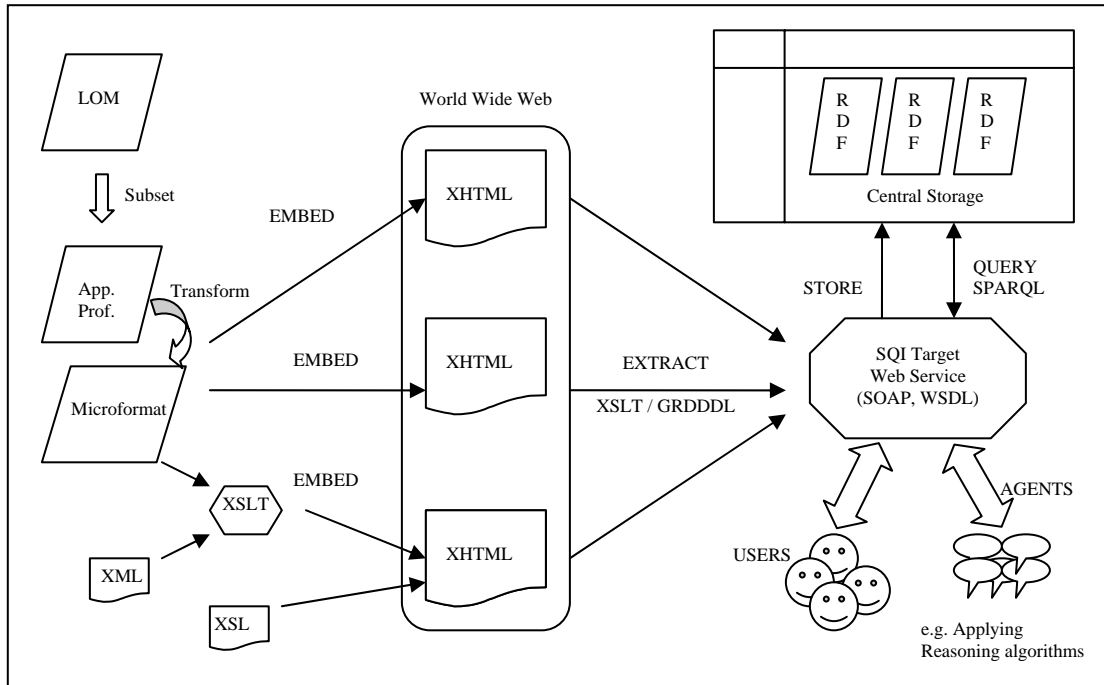 LOM
Subset
App.
Prof.
Transform
Microformat
XSLT
XML
XSL
EMBED
EMBED
EMBED
World Wide Web
XHTML
XHTML
XHTML
EXTRACT
XSLT / GRDDDL
R
D
F
R
D
F
R
D
F
Central Storage
STORE
QUERY
SPARQL
SQI Target
Web Service
(SOAP, WSDL)
USERS
AGENTS
e.g. Applying
Reasoning algorithms